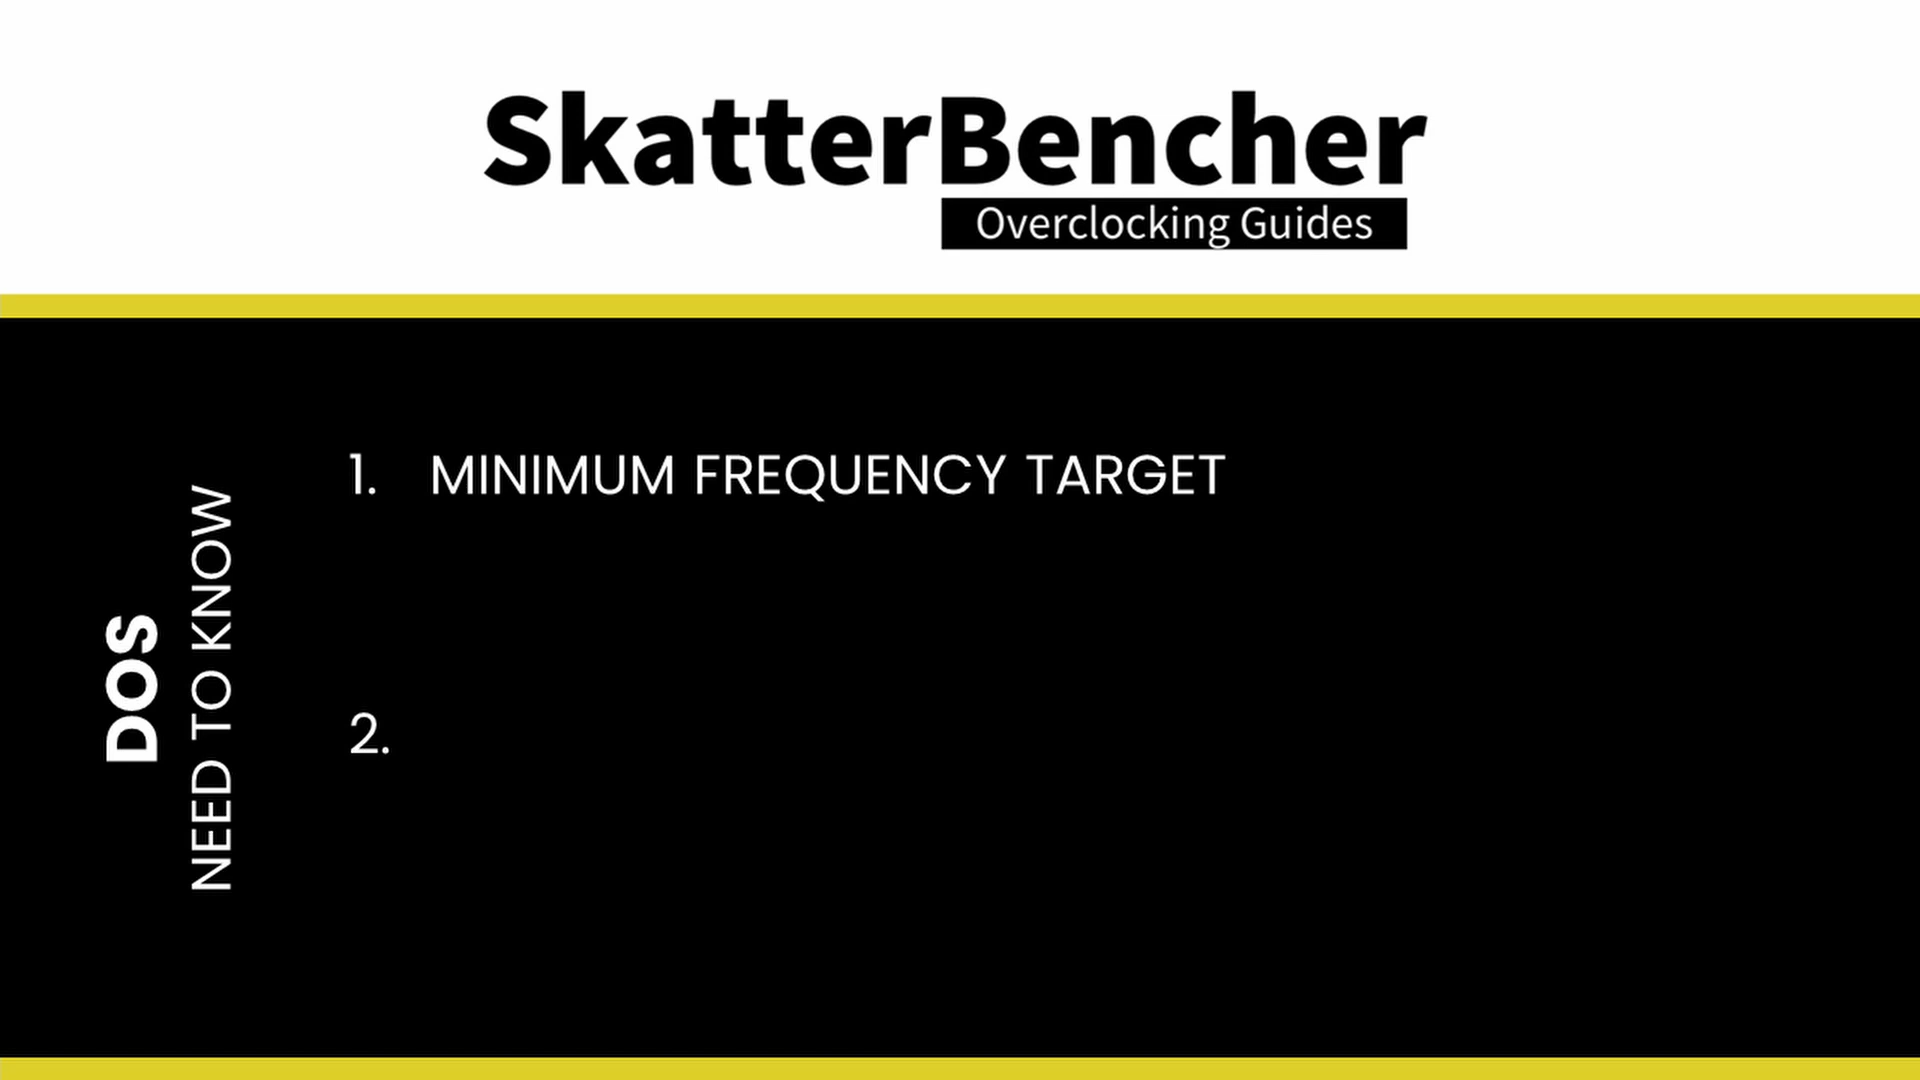 SkatterBencher
Overclocking Guides
DOS
NEED TO KNOW
1. MINIMUM FREQUENCY TARGET
2.